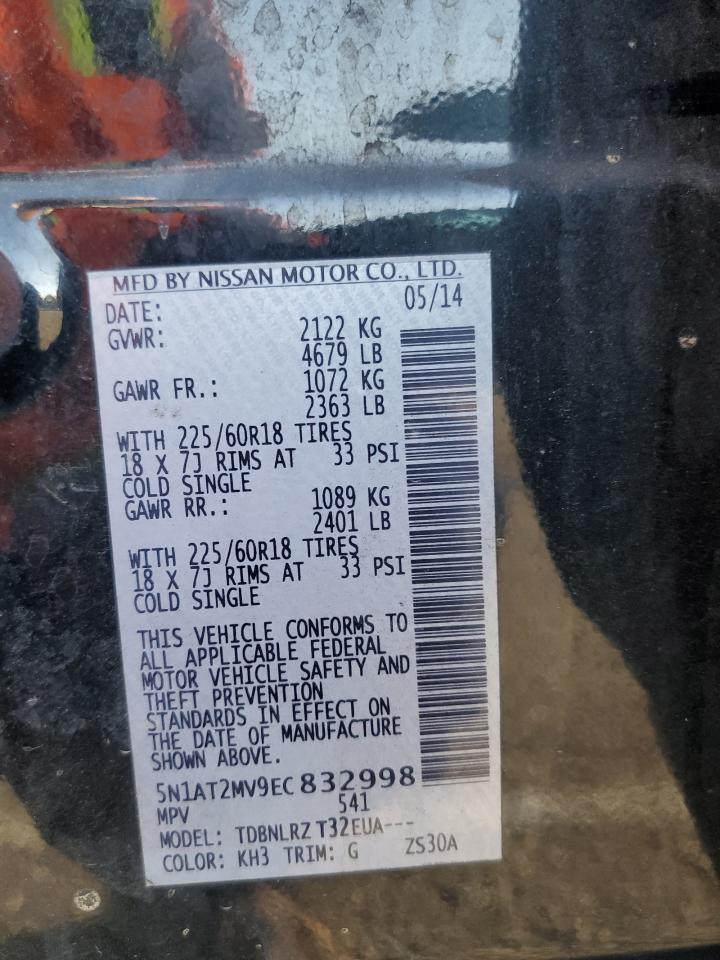 MFD BY NISSAN MOTOR CO., LTD.
DATE: 05/14
GVWR: 2122 KG
4679 LB
GAWR FR.: 1072 KG
2363 LB
WITH 225/60R18 TIRES
18 X 7J RIMS AT 33 PSI
COLD SINGLE
GAWR RR.: 1089 KG
2401 LB
WITH 225/60R18 TIRES
18 X 7J RIMS AT 33 PSI
COLD SINGLE
THIS VEHICLE CONFORMS TO
ALL APPLICABLE FEDERAL
MOTOR VEHICLE SAFETY AND
THEFT PREVENTION
STANDARDS IN EFFECT ON
THE DATE OF MANUFACTURE
SHOWN ABOVE.
5N1AT2MV9EC832998
MPV 541
MODEL: TDBNLRZ T32EUA---
COLOR: KH3 TRIM: G ZS30A